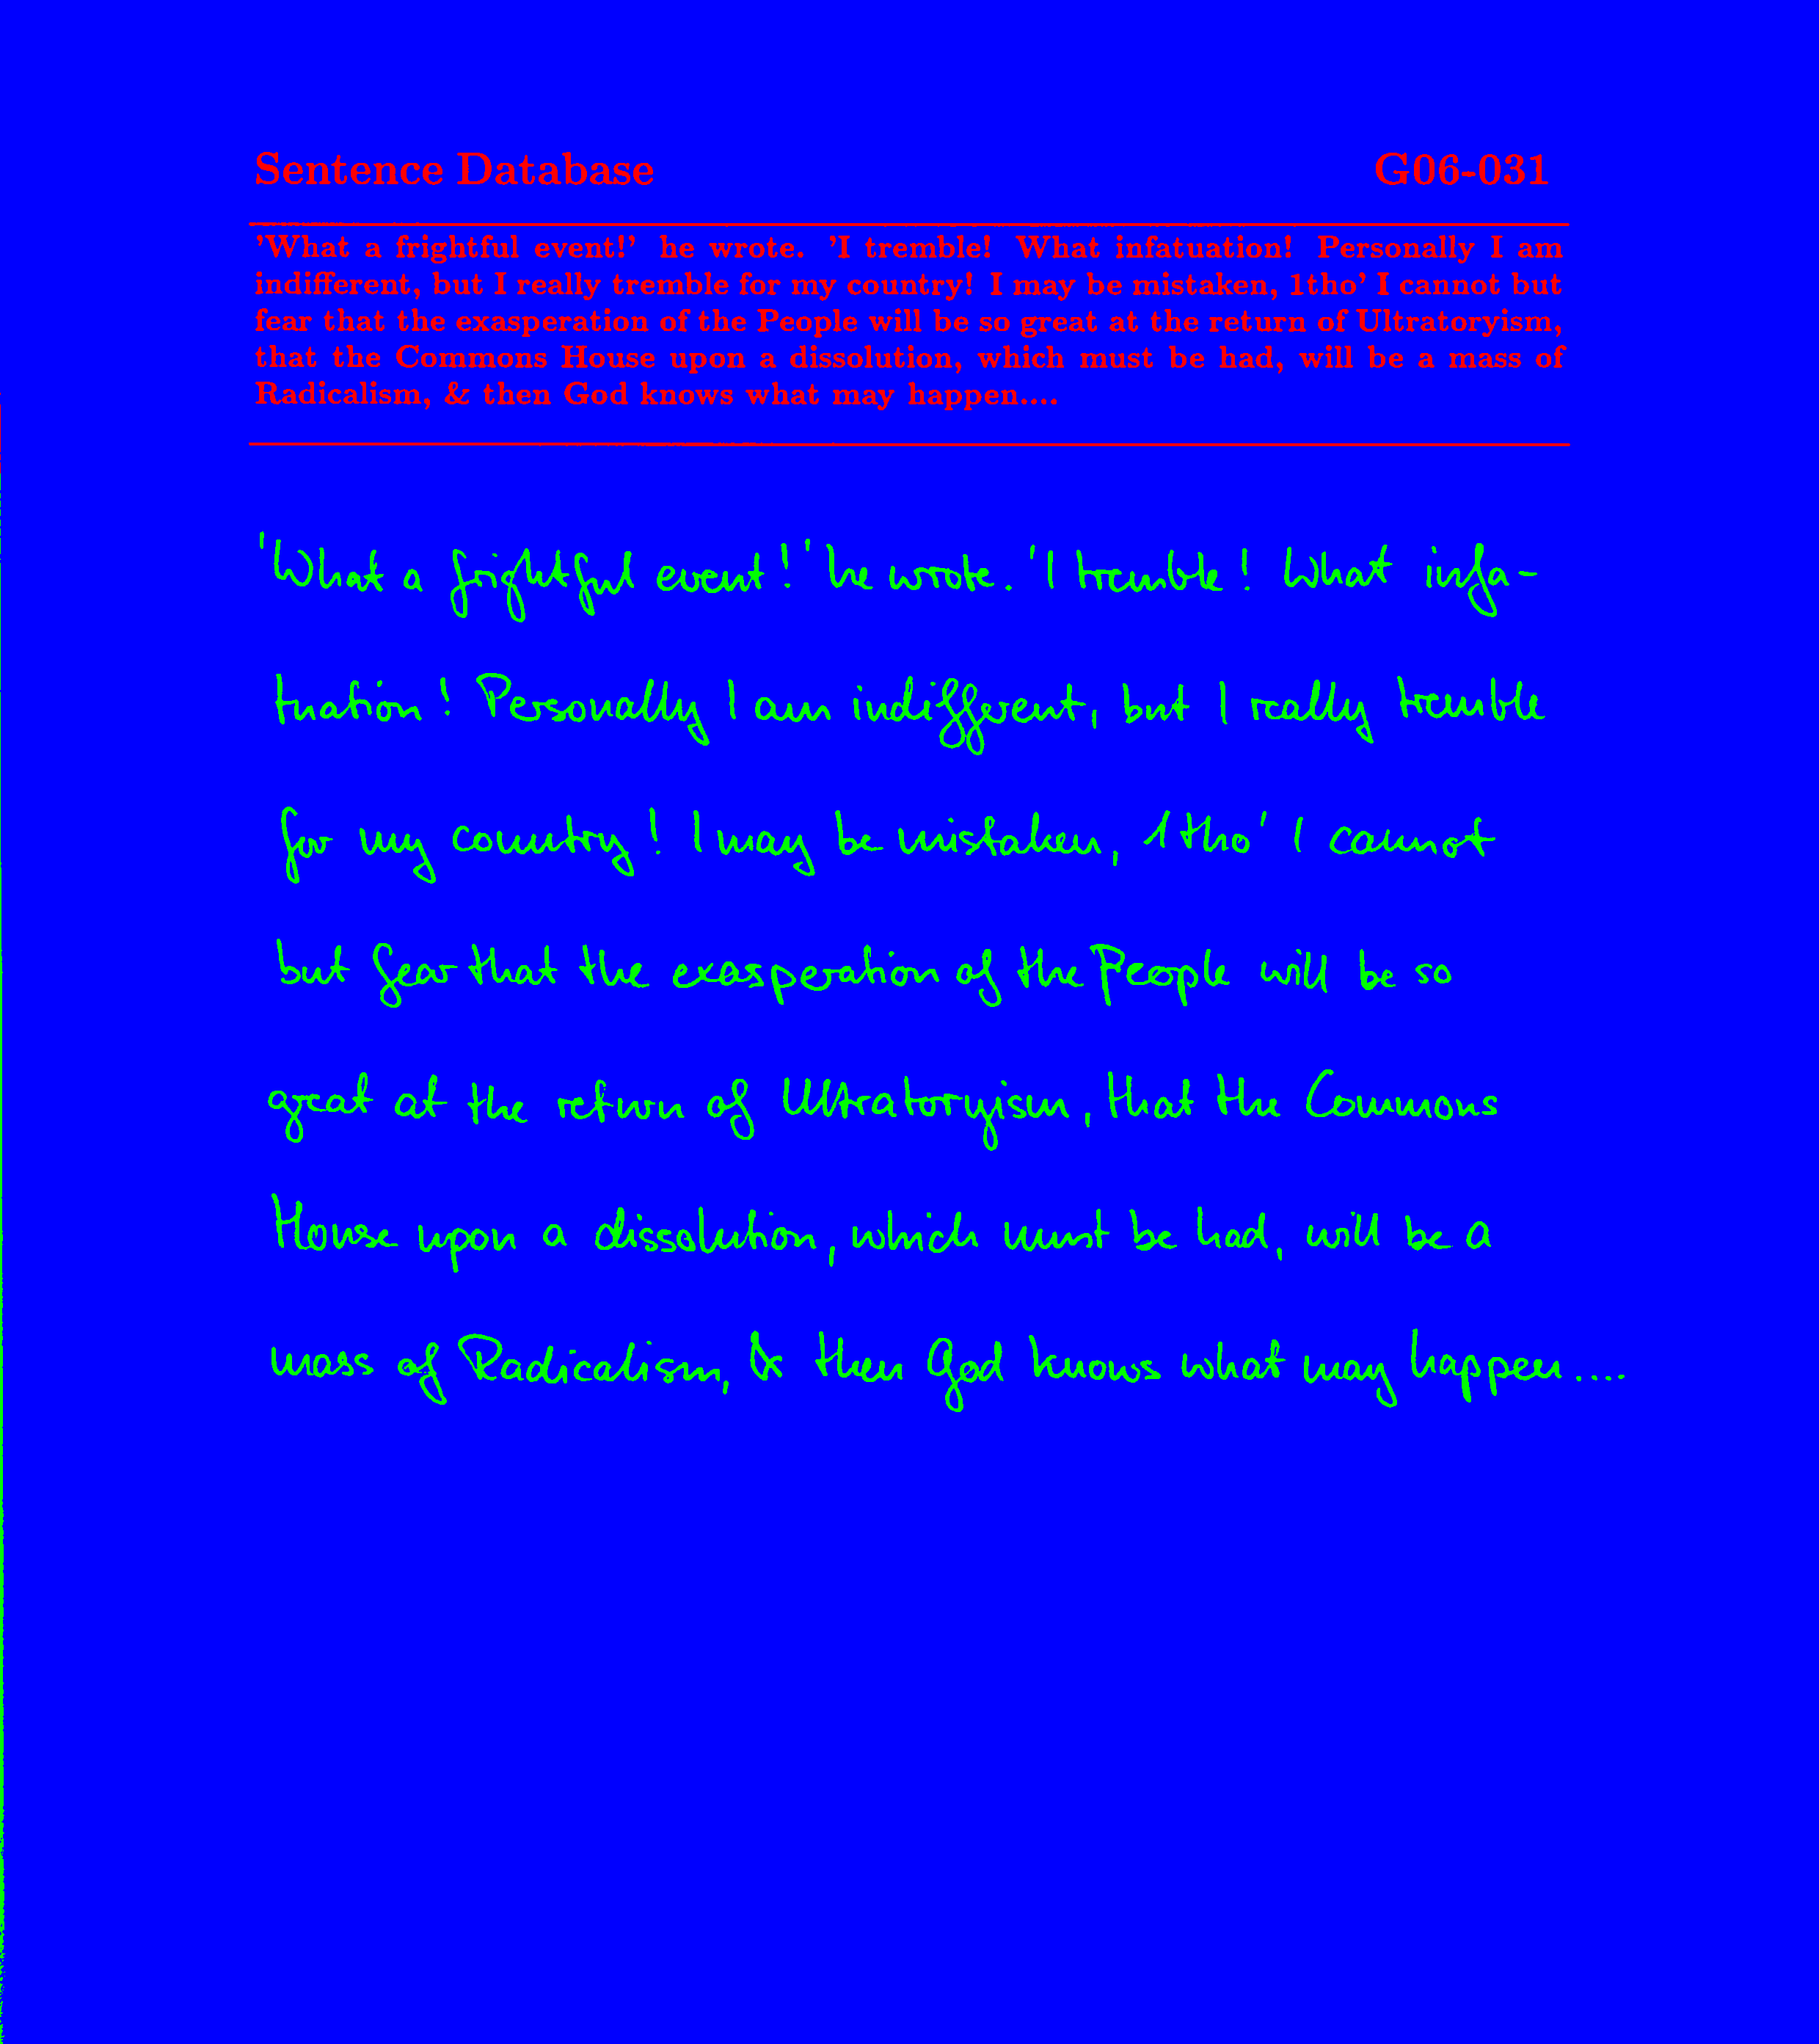 Sentence Database G06-031
'What a frightful event!' he wrote. 'I tremble! What infatuation! Personally I am
indifferent, but I really tremble for my country! I may be mistaken, 1tho' I cannot but
fear that the exasperation of the People will be so great at the return of Ultratoryism,
that the Commons House upon a dissolution, which must be had, will be a mass of
Radicalism, & then God knows what may happen....
'What a frightful event!' he wrote. 'I tremble! What infa-
tuation! Personally I am indifferent, but I really tremble
for my country! I may be mistaken, 1tho' I cannot
but fear that the exasperation of the People will be so
great at the return of Ultratoryism, that the Commons
House upon a dissolution, which must be had, will be a
mass of Radicalism, & then God knows what may happen....